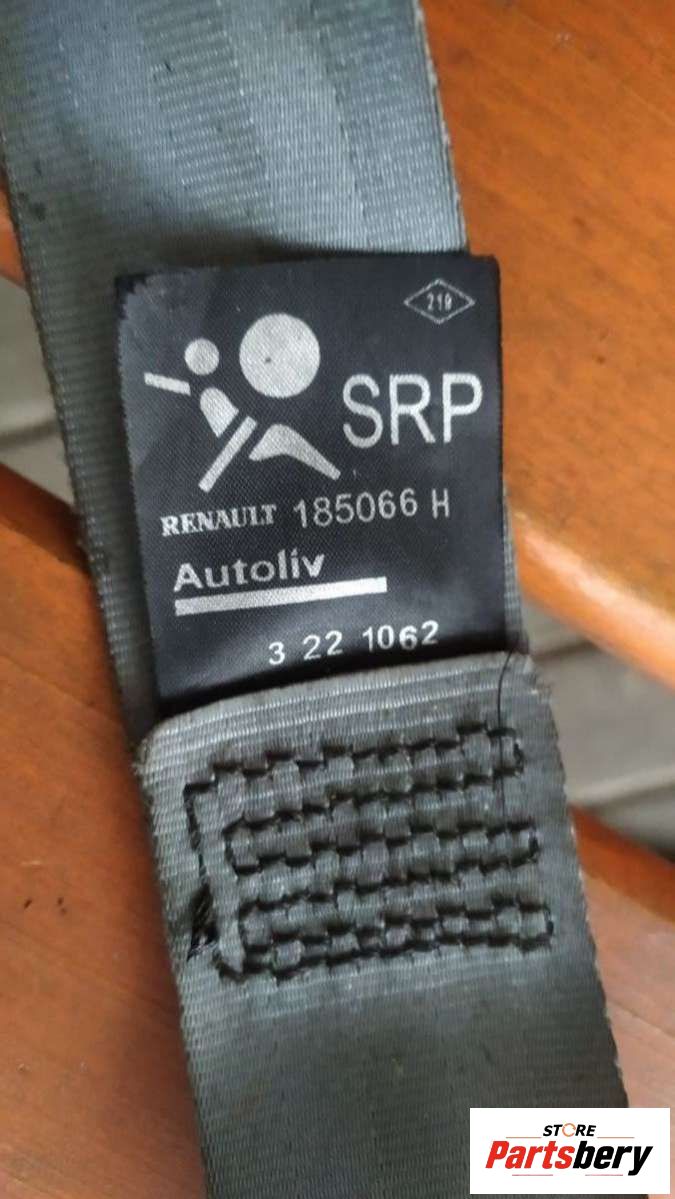 219
SRP
RENAULT 185066 H
Autoliv
3 22 1062
STORE
Partsbery